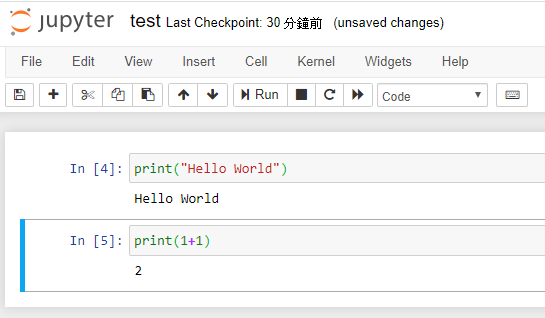 jupyter test Last Checkpoint: 30 分鐘前 (unsaved changes)
File Edit View Insert Cell Kernel Widgets Help
Run Code
In [4]: print("Hello World")
Hello World
In [5]: print(1+1)
2